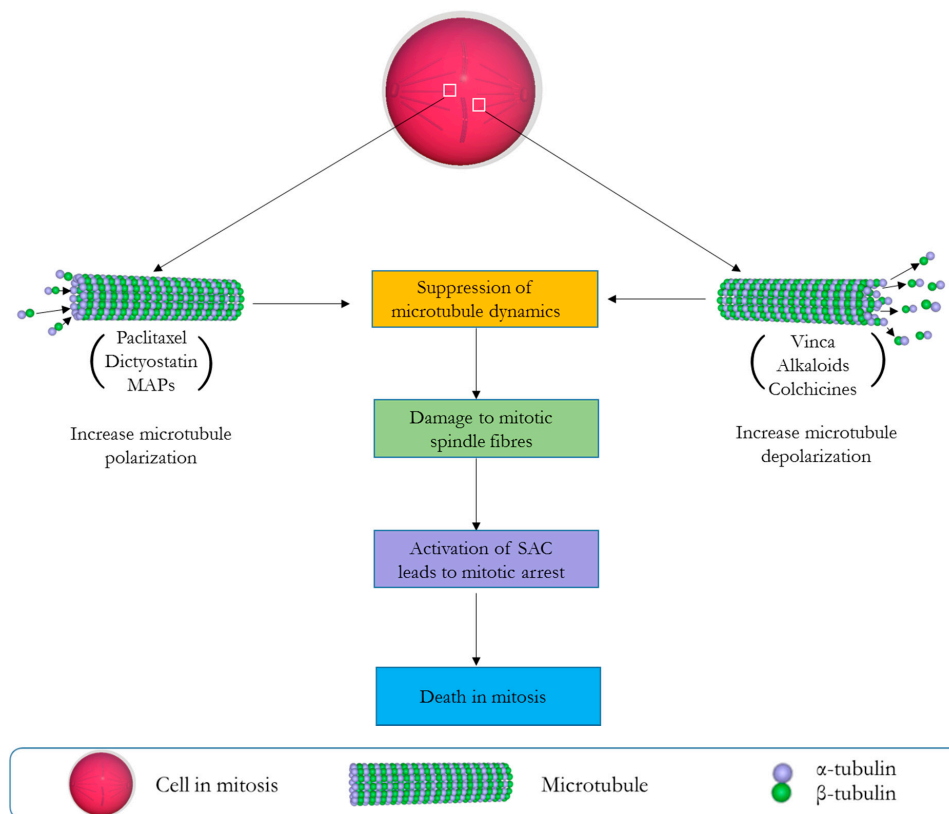 Suppression of
microtubule dynamics
Paclitaxel
Dictyostatin
MAPs
Vinca
Alkaloids
Colchicines
Increase microtubule
polarization
Damage to mitotic
spindle fibres
Increase microtubule
depolarization
Activation of SAC
leads to mitotic arrest
Death in mitosis
Cell in mitosis
Microtubule
α-tubulin
β-tubulin